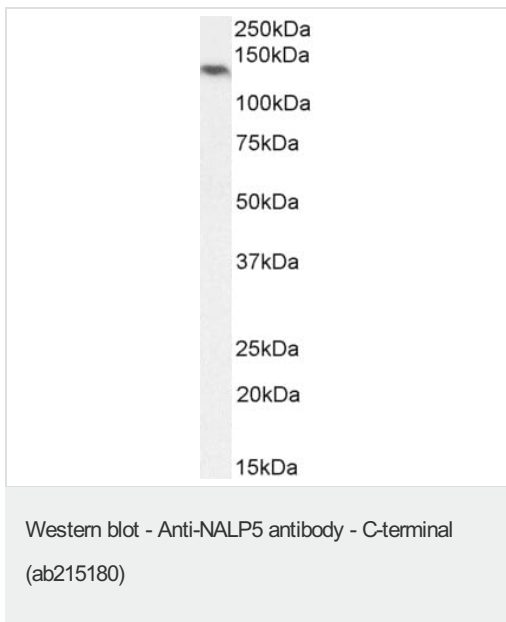 250kDa
150kDa
100kDa
75kDa
50kDa
37kDa
25kDa
20kDa
15kDa
Western blot - Anti-NALP5 antibody - C-terminal
(ab215180)